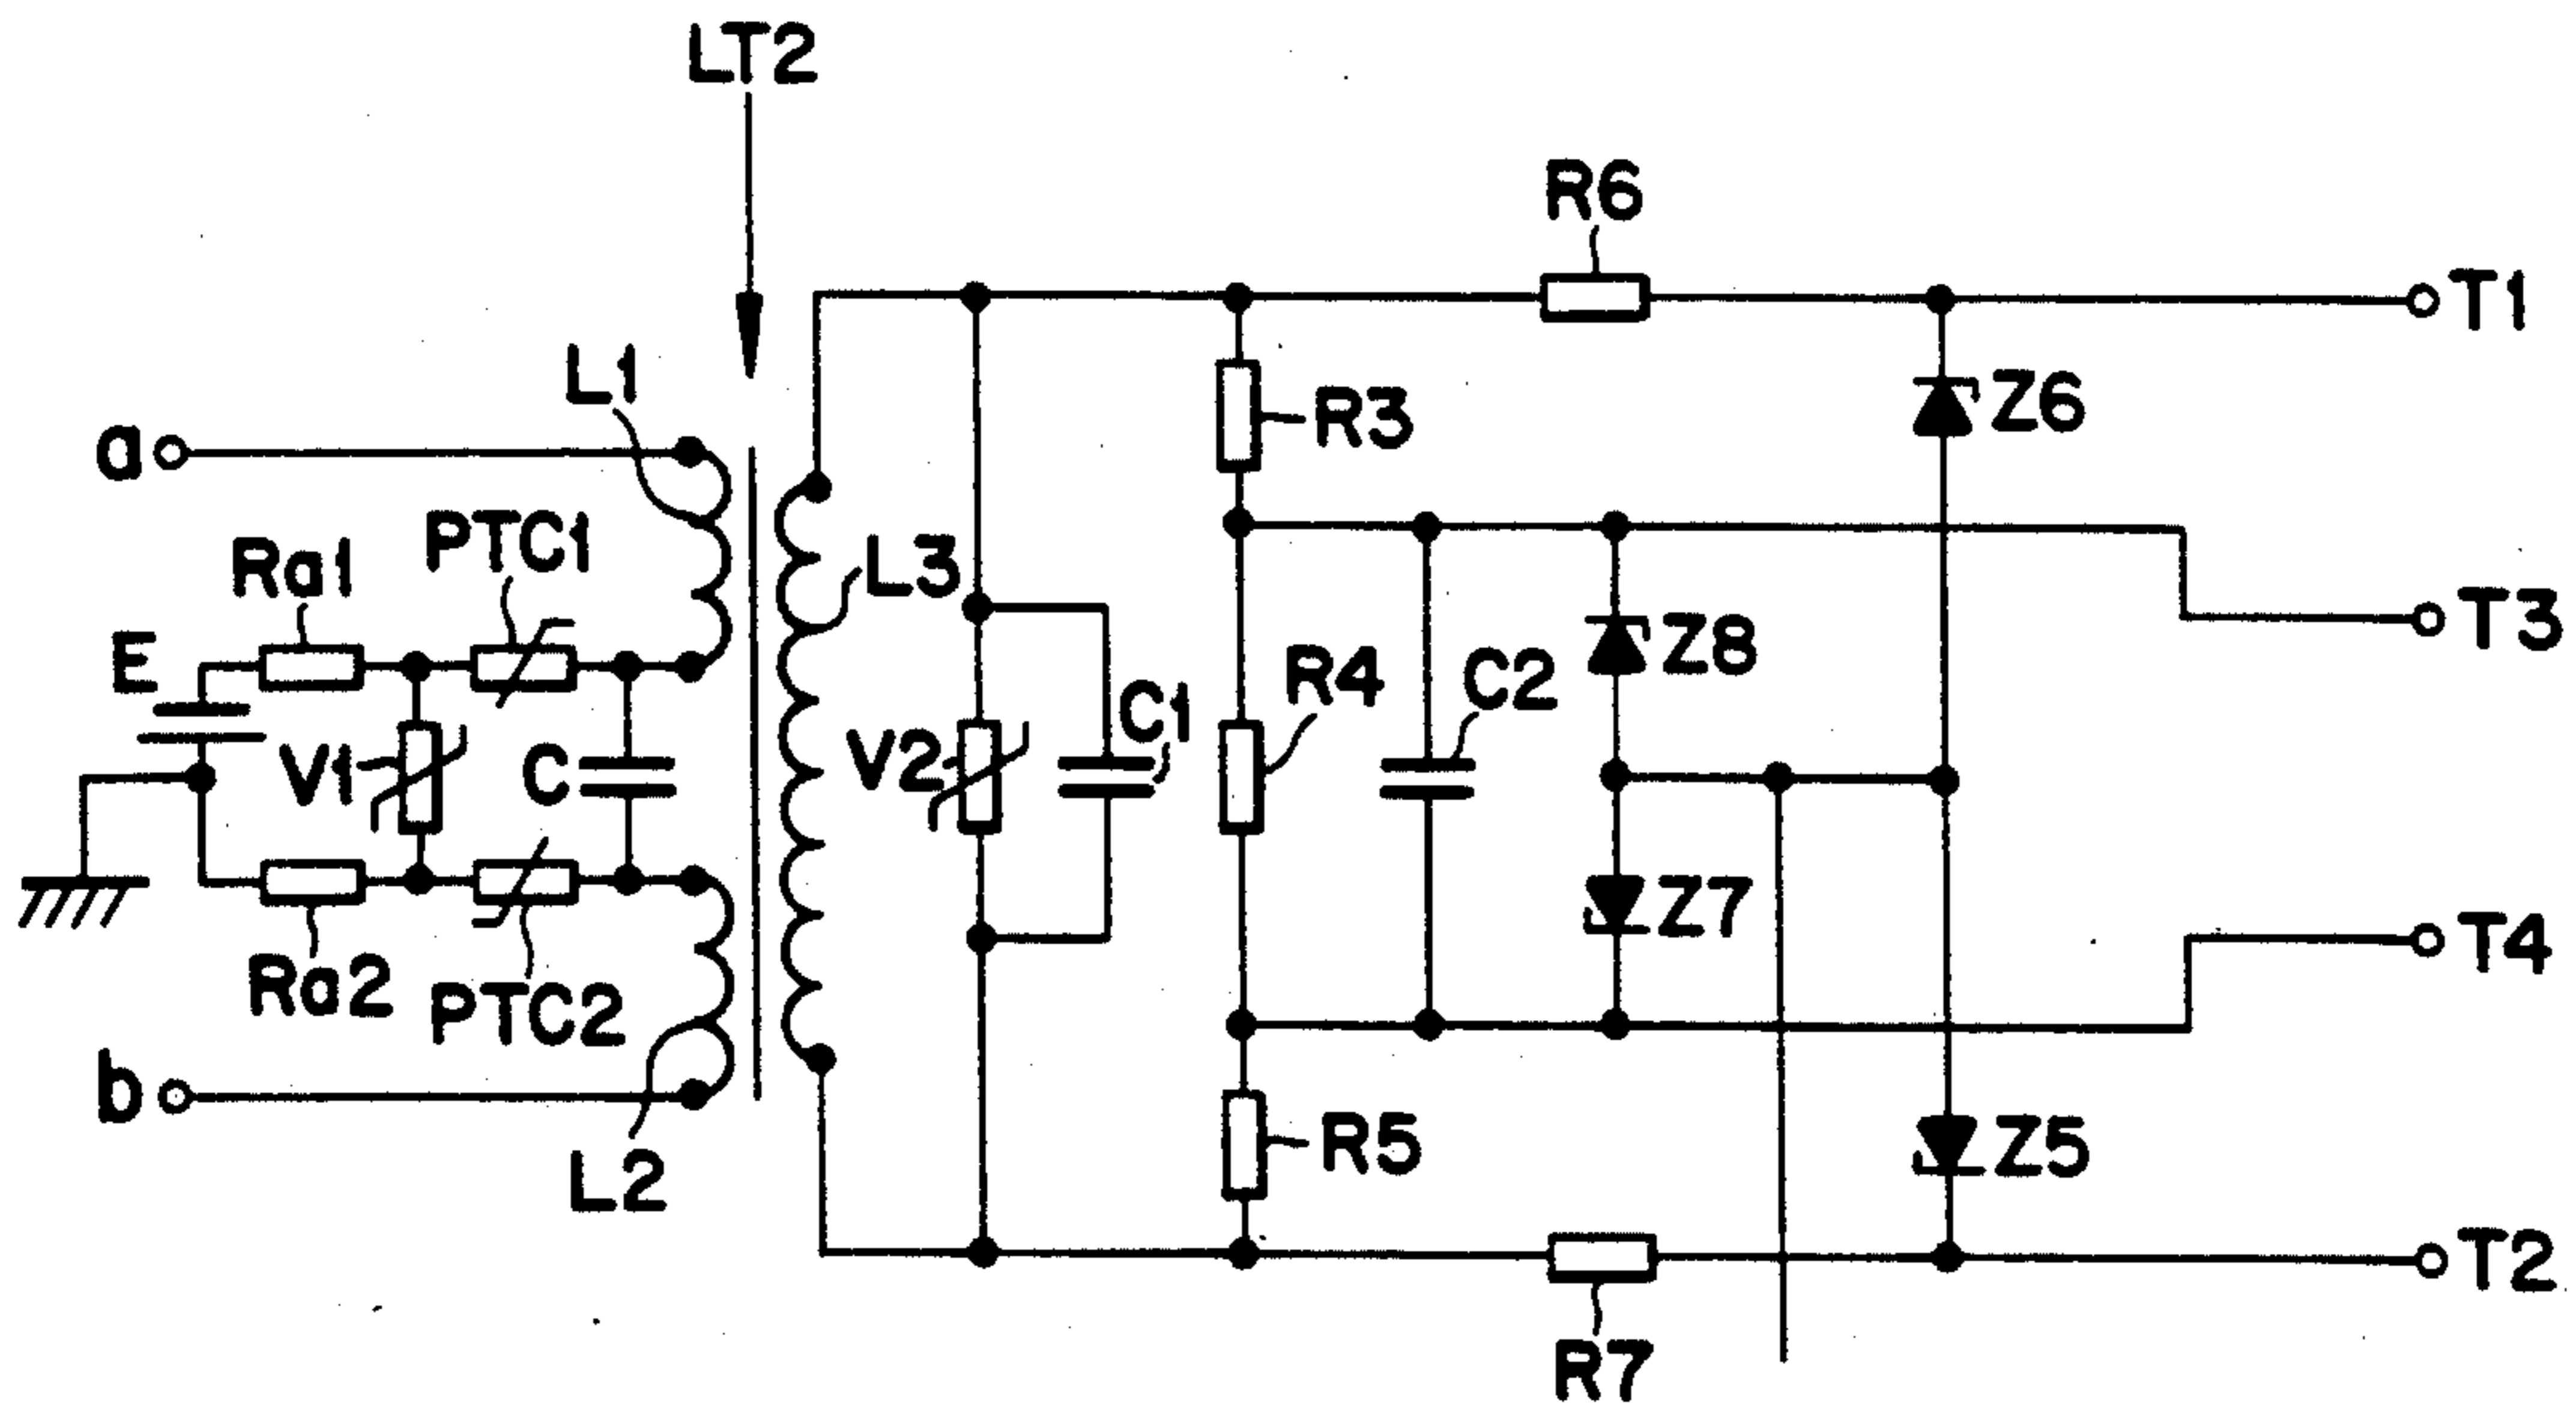 LT2
R6
T1
L1
R3
Z6
a
PTC1
Ra1
L3
T3
E
Z8
R4
C2
C1
V1
C
V2
Z7
T4
Ra2
PTC2
b
R5
Z5
L2
T2
R7